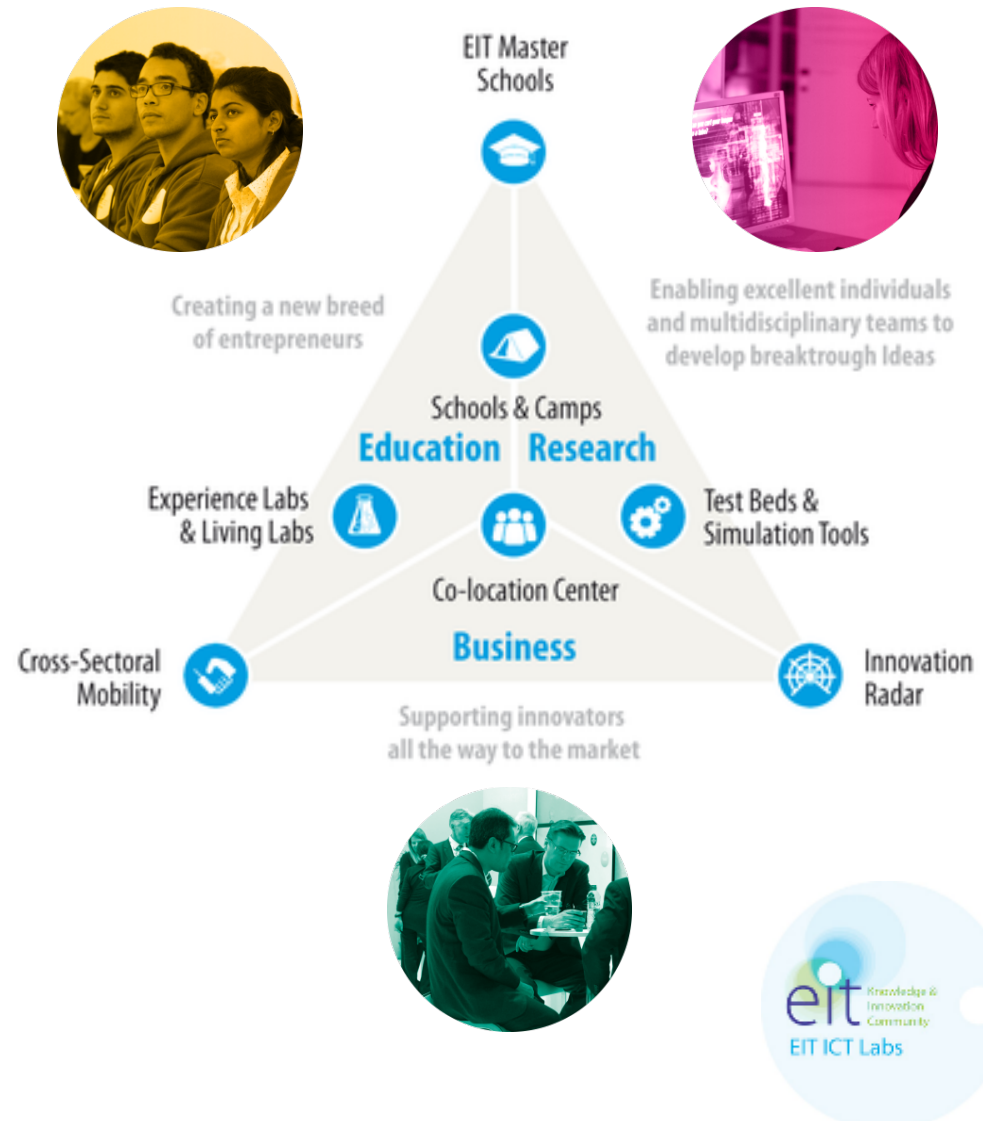 EIT Master
Schools
Creating a new breed
of entrepreneurs
Enabling excellent individuals
and multidisciplinary teams to
develop breaktrough Ideas
Schools & Camps
Education Research
Experience Labs
& Living Labs
Test Beds &
Simulation Tools
Co-location Center
Business
Cross-Sectoral
Mobility
Innovation
Radar
Supporting innovators
all the way to the market
eit
Knowledge &
Innovation
Community
EIT ICT Labs